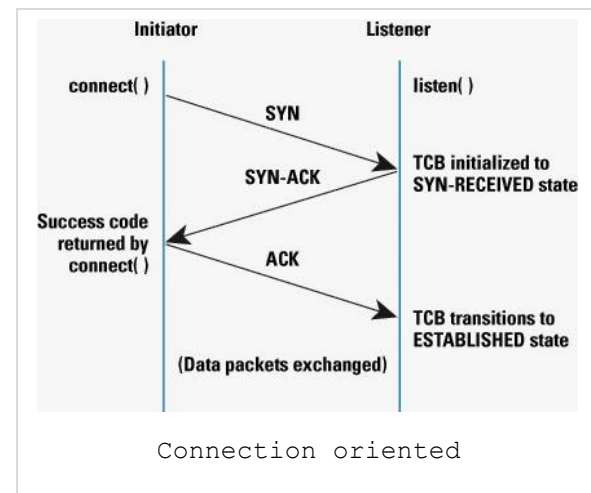 Initiator
Listener
connect( )
listen( )
SYN
TCB initialized to
SYN-RECEIVED state
SYN-ACK
Success code
returned by
connect( )
ACK
TCB transitions to
ESTABLISHED state
(Data packets exchanged)
Connection oriented